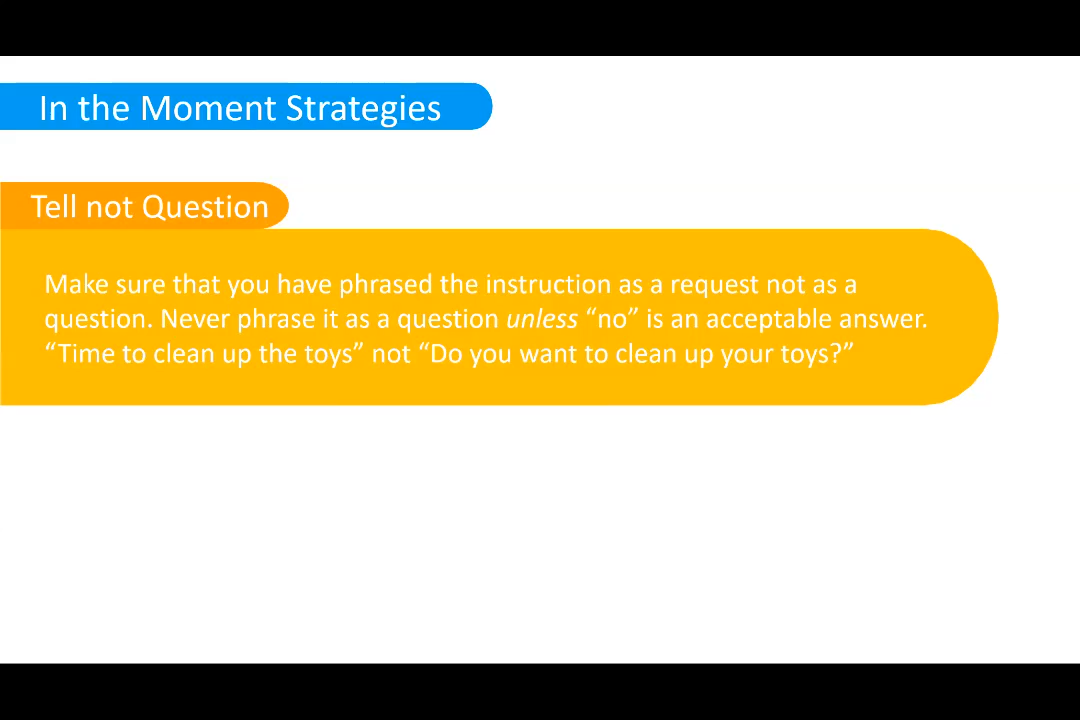 In the Moment Strategies
Tell not Question
Make sure that you have phrased the instruction as a request not as a
question. Never phrase it as a question unless “no” is an acceptable answer.
“Time to clean up the toys” not “Do you want to clean up your toys?”